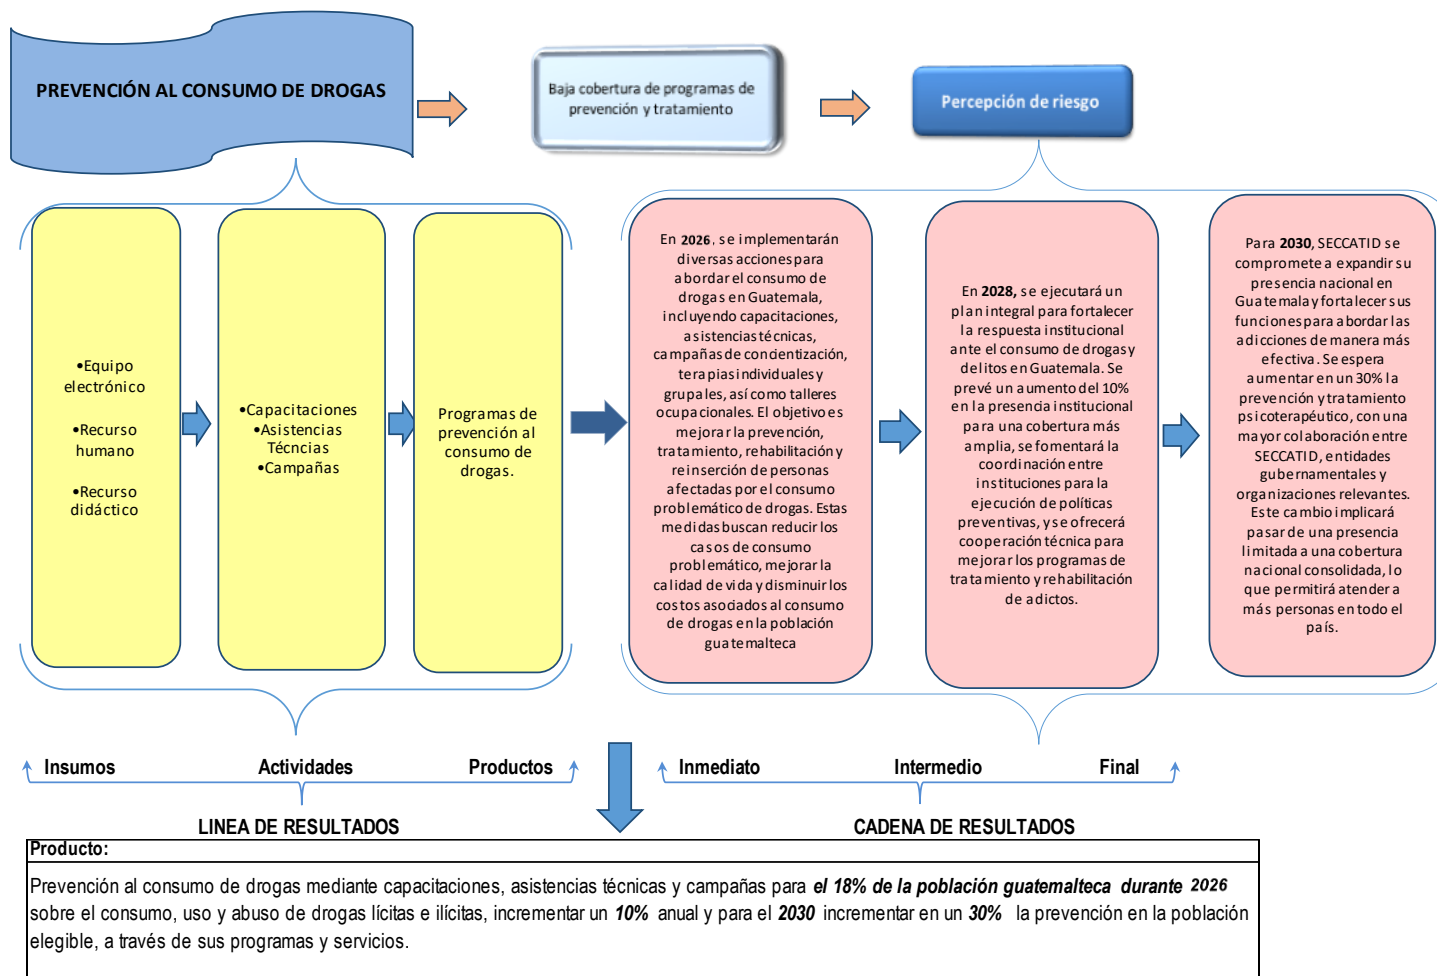 PREVENCIÓN AL CONSUMO DE DROGAS
Baja cobertura de programas de
prevención y tratamiento
Percepción de riesgo
•Equipo
electrónico
•Recurso
humano
•Recurso
didáctico
•Capacitaciones
•Asistencias
Técncias
•Campañas
Programas de
prevención al
consumo de
drogas.
En 2026, se implementarán
diversas acciones para
abordar el consumo de
drogas en Guatemala,
incluyendo capacitaciones,
asistencias técnicas,
campañas de concientización,
terapias individuales y
grupales, así como talleres
ocupacionales. El objetivo es
mejorar la prevención,
tratamiento, rehabilitación y
reinserción de personas
afectadas por el consumo
problemático de drogas. Estas
medidas buscan reducir los
casos de consumo
problemático, mejorar la
calidad de vida y disminuir los
costos asociados al consumo
de drogas en la población
guatemalteca
En 2028, se ejecutará un
plan integral para fortalecer
la respuesta institucional
ante el consumo de drogas y
delitos en Guatemala. Se
prevé un aumento del 10%
en la presencia institucional
para una cobertura más
amplia, se fomentará la
coordinación entre
instituciones para la
ejecución de políticas
preventivas, y se ofrecerá
cooperación técnica para
mejorar los programas de
tratamiento y rehabilitación
de adictos.
Para 2030, SECCATID se
compromete a expandir su
presencia nacional en
Guatemala y fortalecer sus
funciones para abordar las
adicciones de manera más
efectiva. Se espera
aumentar en un 30% la
prevención y tratamiento
psicoterapéutico, con una
mayor colaboración entre
SECCATID, entidades
gubernamentales y
organizaciones relevantes.
Este cambio implicará
pasar de una presencia
limitada a una cobertura
nacional consolidada, lo
que permitirá atender a
más personas en todo el
país.
Insumos Actividades Productos
Inmediato Intermedio Final
LINEA DE RESULTADOS
CADENA DE RESULTADOS
Producto:
Prevención al consumo de drogas mediante capacitaciones, asistencias técnicas y campañas para el 18% de la población guatemalteca durante 2026
sobre el consumo, uso y abuso de drogas lícitas e ilícitas, incrementar un 10% anual y para el 2030 incrementar en un 30% la prevención en la población
elegible, a través de sus programas y servicios.